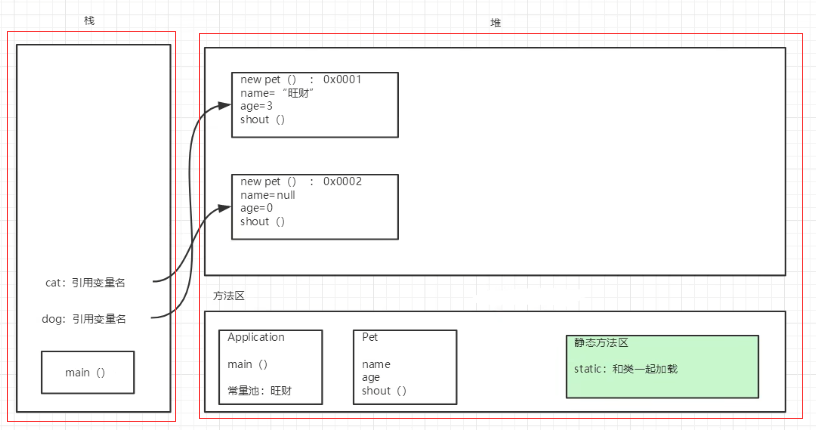 栈
堆
new pet（） ： 0x0001
name=“旺财”
age=3
shout（）
new pet（） ： 0x0002
name=null
age=0
shout（）
cat：引用变量名
dog：引用变量名
main（）
方法区
Application
main（）
常量池：旺财
Pet
name
age
shout（）
静态方法区
static：和类一起加载